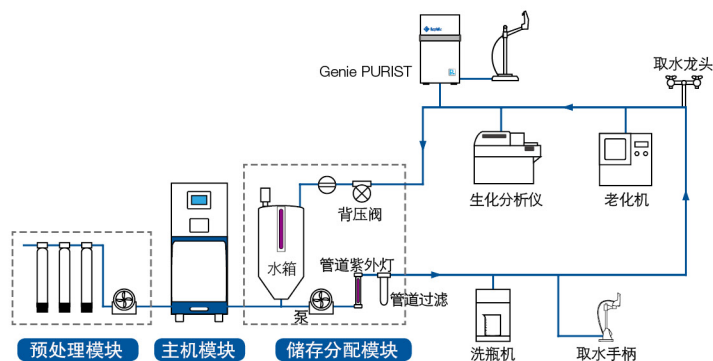 Genie PURIST
取水龙头
生化分析仪
老化机
背压阀
水箱
管道紫外灯
管道过滤
泵
洗瓶机
取水手柄
预处理模块
主机模块
储存分配模块